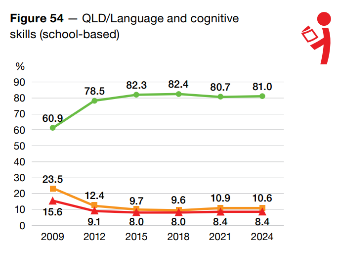 Figure 54 — QLD/Language and cognitive
skills (school-based)
%
90
80
70
60
50
40
30
20
10
0
60.9 78.5 82.3 82.4 80.7 81.0
23.5 12.4 9.7 9.6 10.9 10.6
15.6 9.1 8.0 8.0 8.4 8.4
2009 2012 2015 2018 2021 2024